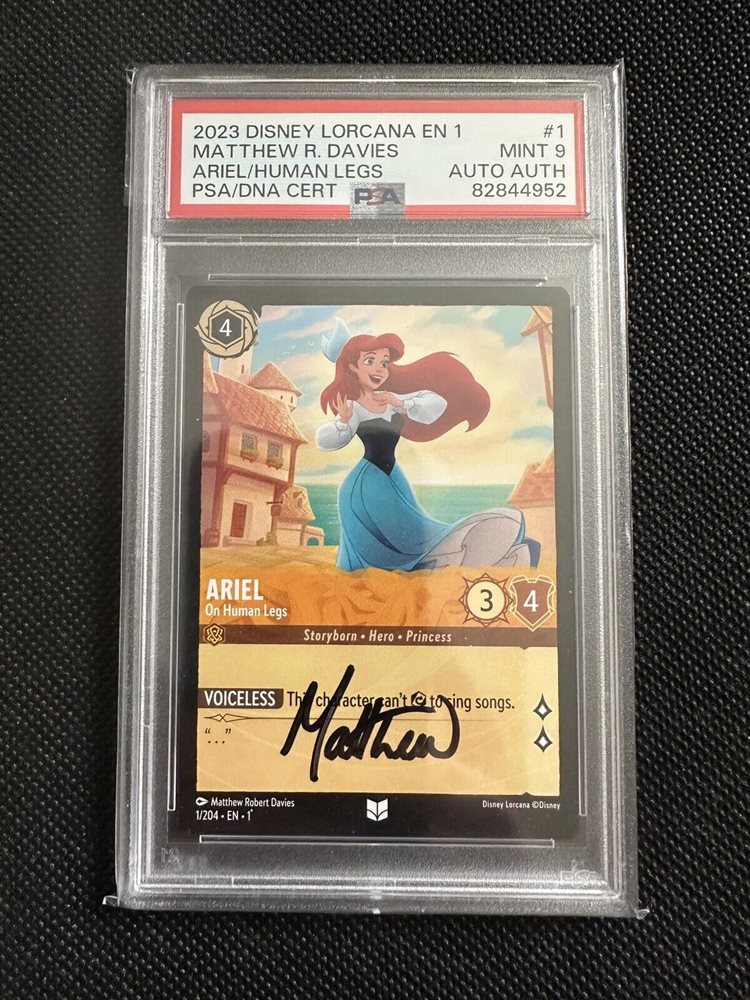 2023 DISNEY LORCANA EN 1 #1
MATTHEW R. DAVIES MINT 9
ARIEL/HUMAN LEGS AUTO AUTH
PSA/DNA CERT PSA 82844952
4
ARIEL
On Human Legs
3 4
Storyborn • Hero • Princess
VOICELESS This character can't to sing songs.
Matthew
“...”
Matthew Robert Davies
1/204 • EN • 1
Disney Lorcana ©Disney